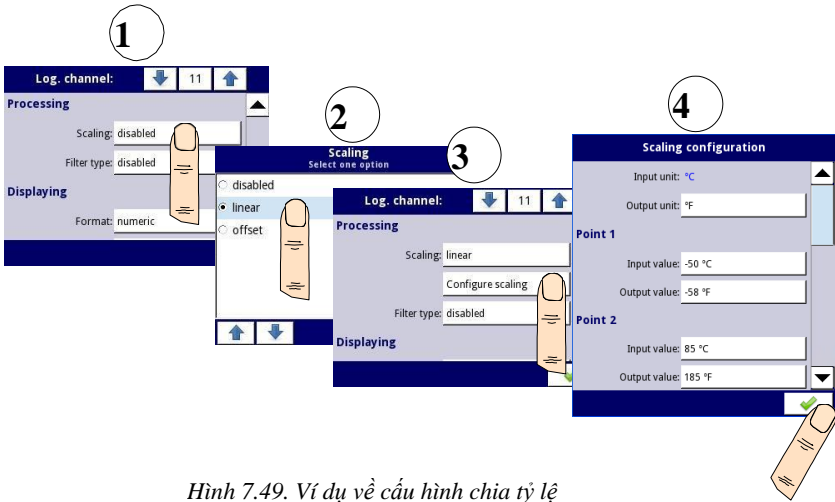 1
Log. channel:
11
Processing
Scaling: disabled
Filter type: disabled
Displaying
Format: numeric
2
Scaling
Select one option
disabled
linear
offset
3
Log. channel:
11
Processing
Scaling: linear
Configure scaling
Filter type: disabled
Displaying
4
Scaling configuration
Input unit: °C
Output unit: °F
Point 1
Input value: -50 °C
Output value: -58 °F
Point 2
Input value: 85 °C
Output value: 185 °F
Hình 7.49. Ví dụ về cấu hình chia tỷ lệ